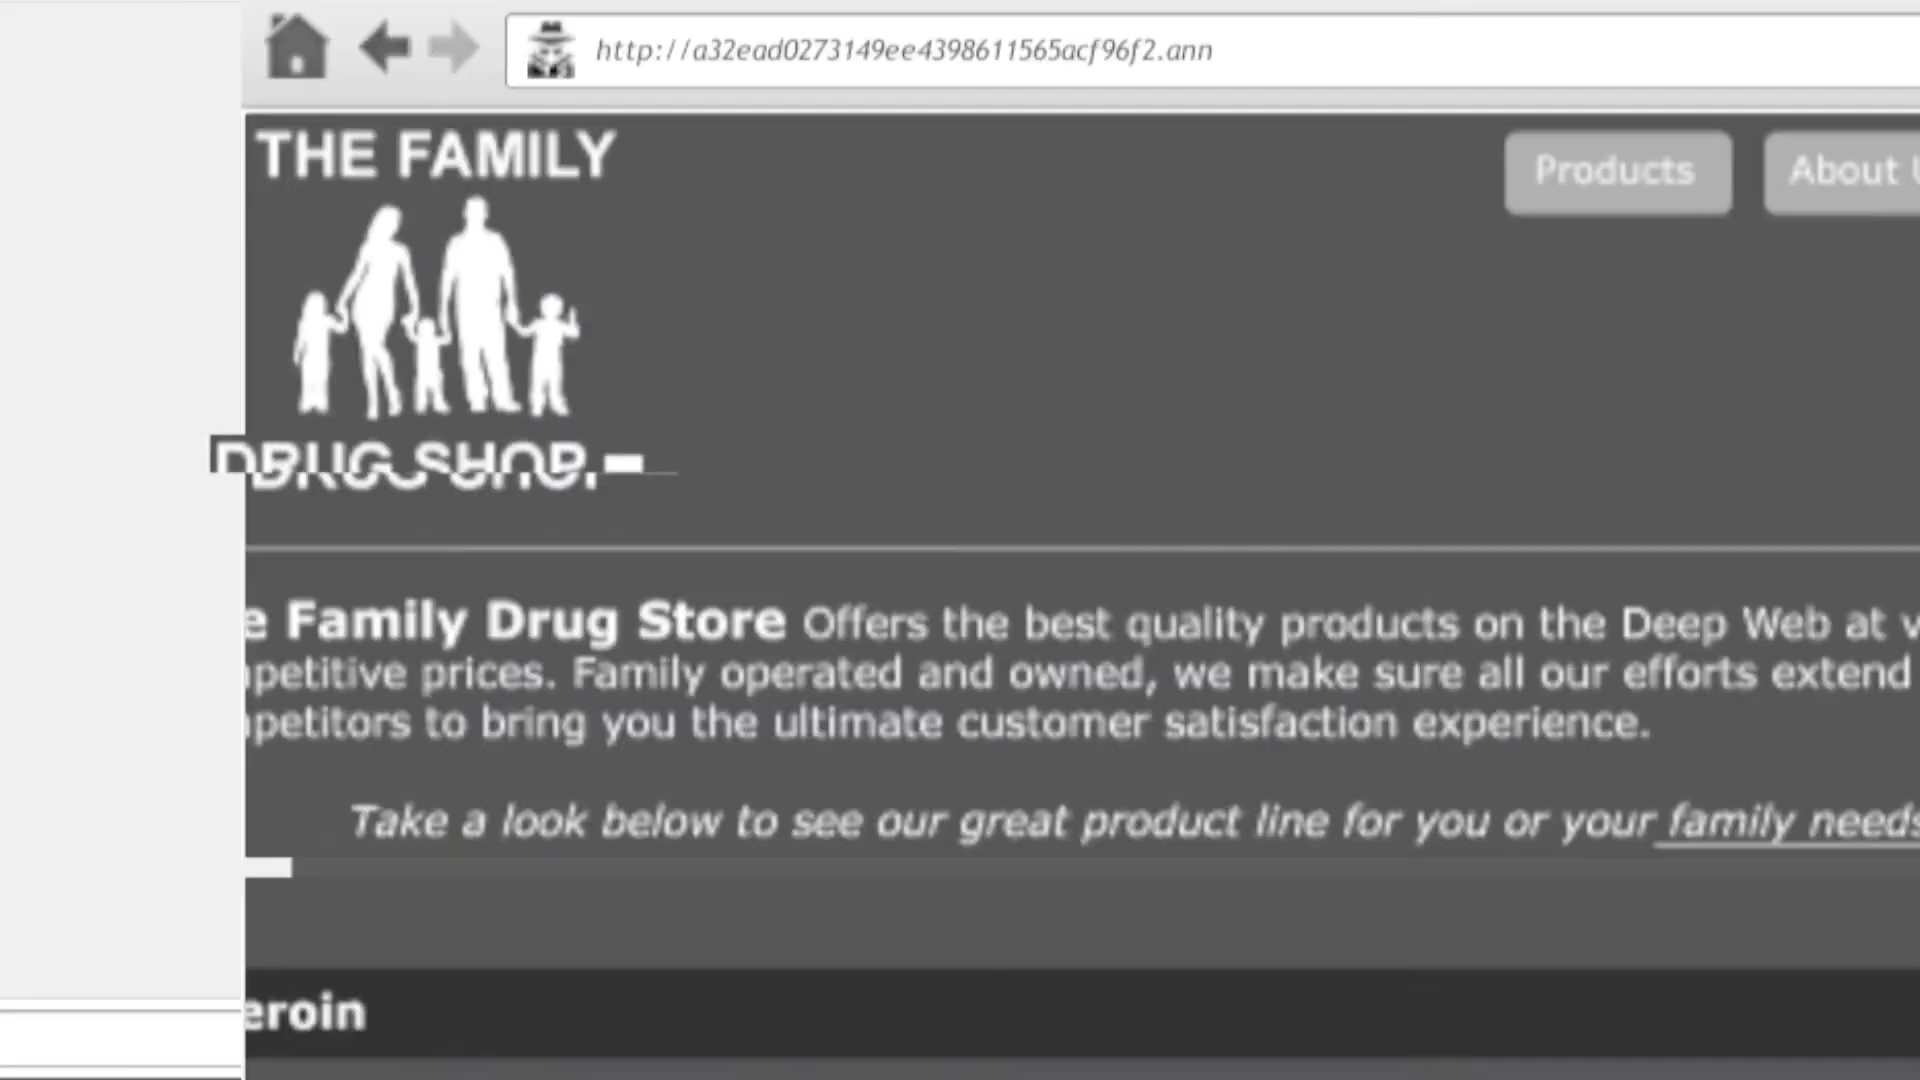 http://a32ead0273149ee4398611565acf96f2.ann
THE FAMILY
Products
About
DRUG SHOP.
Family Drug Store Offers the best quality products on the Deep Web at
prices. Family operated and owned, we make sure all our efforts extend
to bring you the ultimate customer satisfaction experience.
Take a look below to see our great product line for you or your family needs
eroin